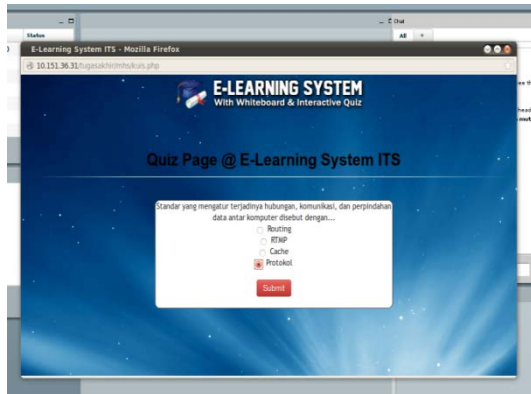 Status
Chat
All +
E-Learning System ITS - Mozilla Firefox
10.151.36.31/tugasakhir/mhs/kuis.php
E-LEARNING SYSTEM
With Whiteboard & Interactive Quiz
Quiz Page @ E-Learning System ITS
Standar yang mengatur terjadinya hubungan, komunikasi, dan perpindahan
data antar komputer disebut dengan...
Routing
RTMP
Cache
Protokol
Submit